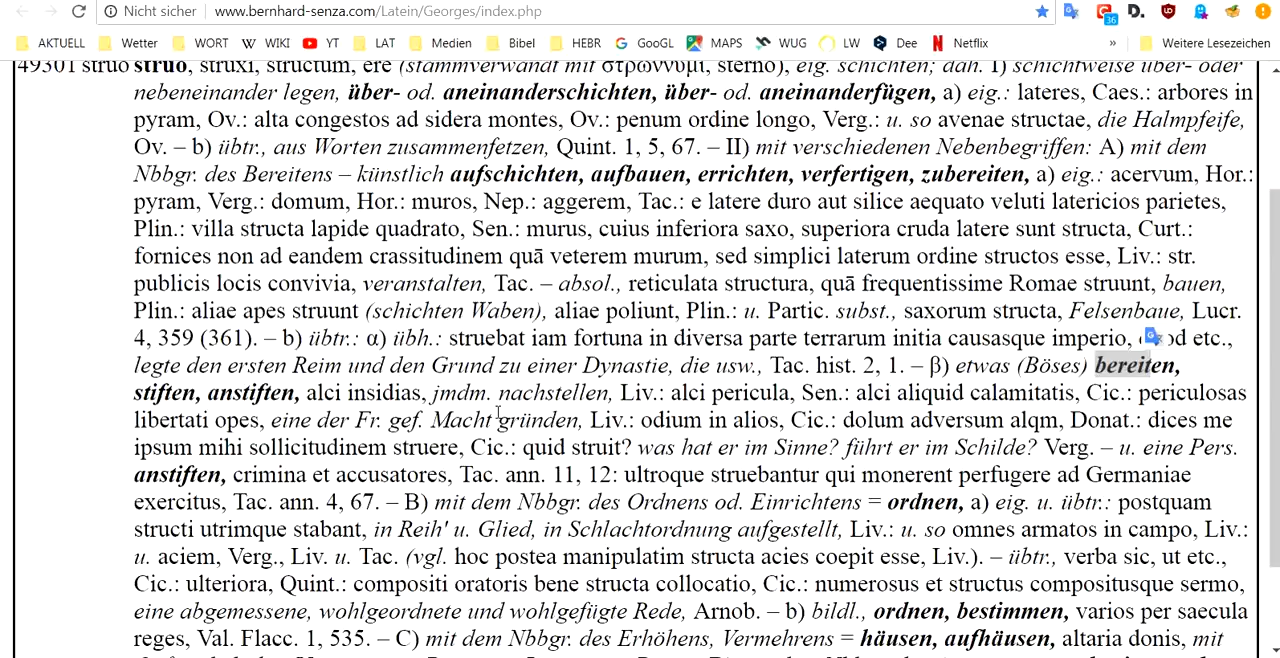 Nicht sicher | www.bernhard-senza.com/Latein/Georges/index.php 36 D.
AKTUELL Wetter WORT W WIKI YT LAT Medien Bibel HEBR G GooGL MAPS WUG LW Dee N Netflix » Weitere Lesezeichen
49301 struo struo, struxi, structum, ere (stammverwandt mit στρώννυμι, sterno), eig. schichten; dah. I) schichtweise über- oder
nebeneinander legen, über- od. aneinanderschichten, über- od. aneinanderfügen, a) eig.: lateres, Caes.: arbores in
pyram, Ov.: alta congestos ad sidera montes, Ov.: penum ordine longo, Verg.: u. so avenae structae, die Halmpfeife,
Ov. – b) übtr., aus Worten zusammenfetzen, Quint. 1, 5, 67. – II) mit verschiedenen Nebenbegriffen: A) mit dem
Nbbgr. des Bereitens – künstlich aufschichten, aufbauen, errichten, verfertigen, zubereiten, a) eig.: acervum, Hor.:
pyram, Verg.: domum, Hor.: muros, Nep.: aggerem, Tac.: e latere duro aut silice aequato veluti latericios parietes,
Plin.: villa structa lapide quadrato, Sen.: murus, cuius inferiora saxo, superiora cruda latere sunt structa, Curt.:
fornices non ad eandem crassitudinem quā veterem murum, sed simplici laterum ordine structos esse, Liv.: str.
publicis locis convivia, veranstalten, Tac. – absol., reticulata structura, quā frequentissime Romae struunt, bauen,
Plin.: aliae apes struunt (schichten Waben), aliae poliunt, Plin.: u. Partic. subst., saxorum structa, Felsenbaue, Lucr.
4, 359 (361). – b) übtr.: α) übh.: struebat iam fortuna in diversa parte terrarum initia causasque imperio, etc.,
legte den ersten Reim und den Grund zu einer Dynastie, die usw., Tac. hist. 2, 1. – β) etwas (Böses) bereiten,
stiften, anstiften, alci insidias, jmdm. nachstellen, Liv.: alci pericula, Sen.: alci aliquid calamitatis, Cic.: periculosas
libertati opes, eine der Fr. gef. Macht gründen, Liv.: odium in alios, Cic.: dolum adversum alqm, Donat.: dices me
ipsum mihi sollicitudinem struere, Cic.: quid struit? was hat er im Sinne? führt er im Schilde? Verg. – u. eine Pers.
anstiften, crimina et accusatores, Tac. ann. 11, 12: ultroque struebantur qui monerent perfugere ad Germaniae
exercitus, Tac. ann. 4, 67. – B) mit dem Nbbgr. des Ordnens od. Einrichtens = ordnen, a) eig. u. übtr.: postquam
structi utrimque stabant, in Reih' u. Glied, in Schlachtordnung aufgestellt, Liv.: u. so omnes armatos in campo, Liv.:
u. aciem, Verg., Liv. u. Tac. (vgl. hoc postea manipulatim structa acies coepit esse, Liv.). – übtr., verba sic, ut etc.,
Cic.: ulteriora, Quint.: compositi oratoris bene structa collocatio, Cic.: numerosus et structus compositusque sermo,
eine abgemessene, wohlgeordnete und wohlgefügte Rede, Arnob. – b) bildl., ordnen, bestimmen, varios per saecula
reges, Val. Flacc. 1, 535. – C) mit dem Nbbgr. des Erhöhens, Vermehrens = häusen, aufhäusen, altaria donis, mit